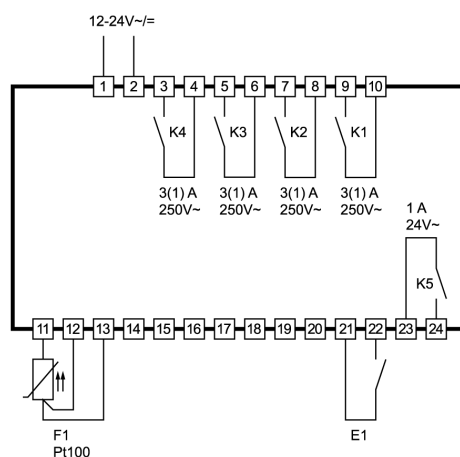 12-24V~/=
1 2 3 4 5 6 7 8 9 10
K4 K3 K2 K1
3(1) A 3(1) A 3(1) A 3(1) A
250V~ 250V~ 250V~ 250V~
1 A
24V~
K5
11 12 13 14 15 16 17 18 19 20 21 22 23 24
F1
Pt100
E1